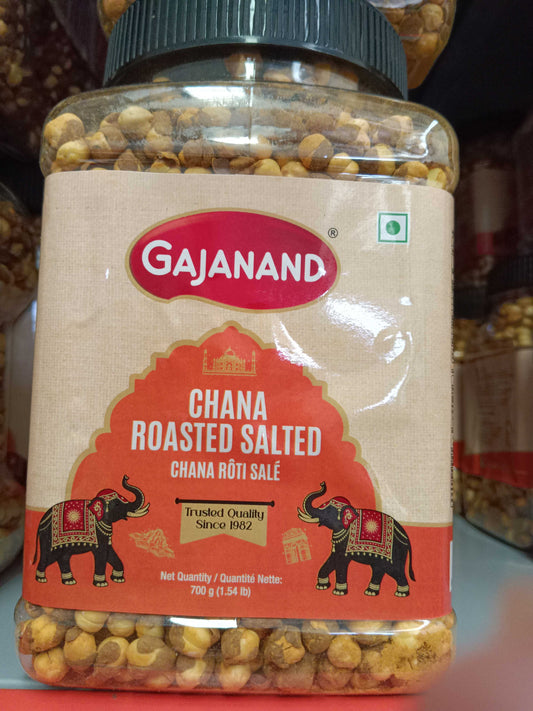 GAJANAND®
CHANA
ROASTED SALTED
CHANA RÔTI SALÉ
Trusted Quality
Since 1982
Net Quantity / Quantité Nette:
700 g (1.54 lb)